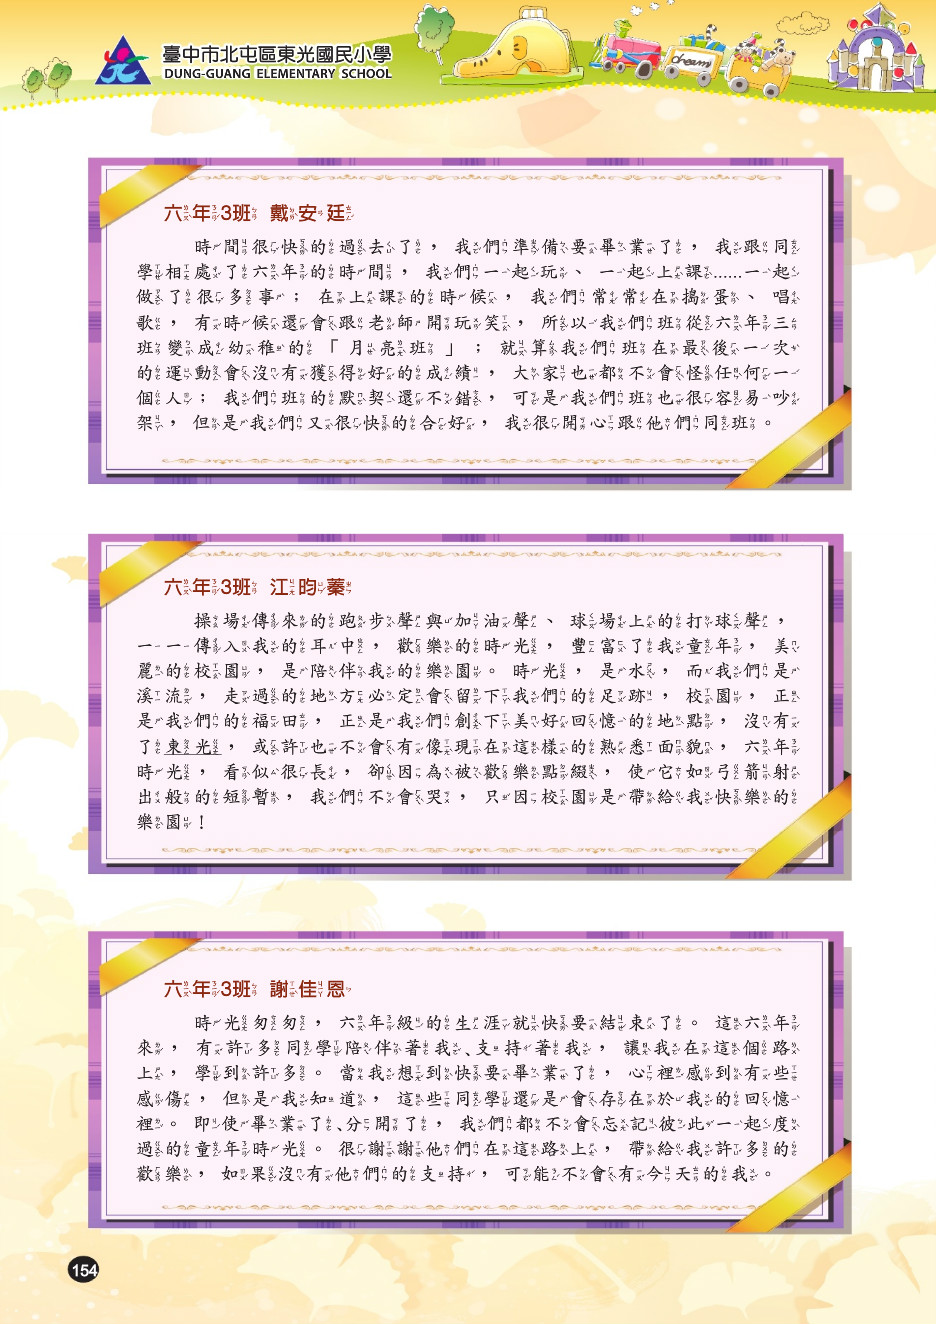 臺中市北屯區東光國民小學
DUNG-GUANG ELEMENTARY SCHOOL
dream
六年3班 戴安廷
時間很快的過去了，我們準備要畢業了，我跟同
學相處了六年的時間，我們一起玩、一起上課......一起
做了很多事；在上課的時候，我們常常在搗蛋、唱
歌，有時候還會跟老師開玩笑，所以我們班從六年三
班變成幼稚的「月亮班」；就算我們班在最後一次
的運動會沒有獲得好的成績，大家也都不會怪任何一
個人；我們班的默契還不錯，可是我們班也很容易吵
架，但是我們又很快的合好，我很開心跟他們同班。
六年3班 江昀蓁
操場傳來的跑步聲與加油聲、球場上的打球聲，
一一傳入我的耳中，歡樂的時光，豐富了我童年，美
麗的校園，是陪伴我的樂園。時光，是水，而我們是
溪流，走過的地方必定會留下我們的足跡，校園，正
是我們的福田，正是我們創下美好回憶的地點，沒有
了東光，或許也不會有像現在這樣的熟悉面貌，六年
時光，看似很長，卻因為被歡樂點綴，使它如弓箭射
出般的短暫，我們不會哭，只因校園是帶給我快樂的
樂園！
六年3班 謝佳恩
時光匆匆，六年級的生涯就快要結束了。這六年
來，有許多同學陪伴著我、支持著我，讓我在這個路
上，學到許多。當我想到快要畢業了，心裡感到有些
感傷，但是我知道，這些同學還是會存在於我的回憶
裡。即使畢業了、分開了，我們都不會忘記彼此一起度
過的童年時光。很謝謝他們在這路上，帶給我許多的
歡樂，如果沒有他們的支持，可能不會有今天的我。
154